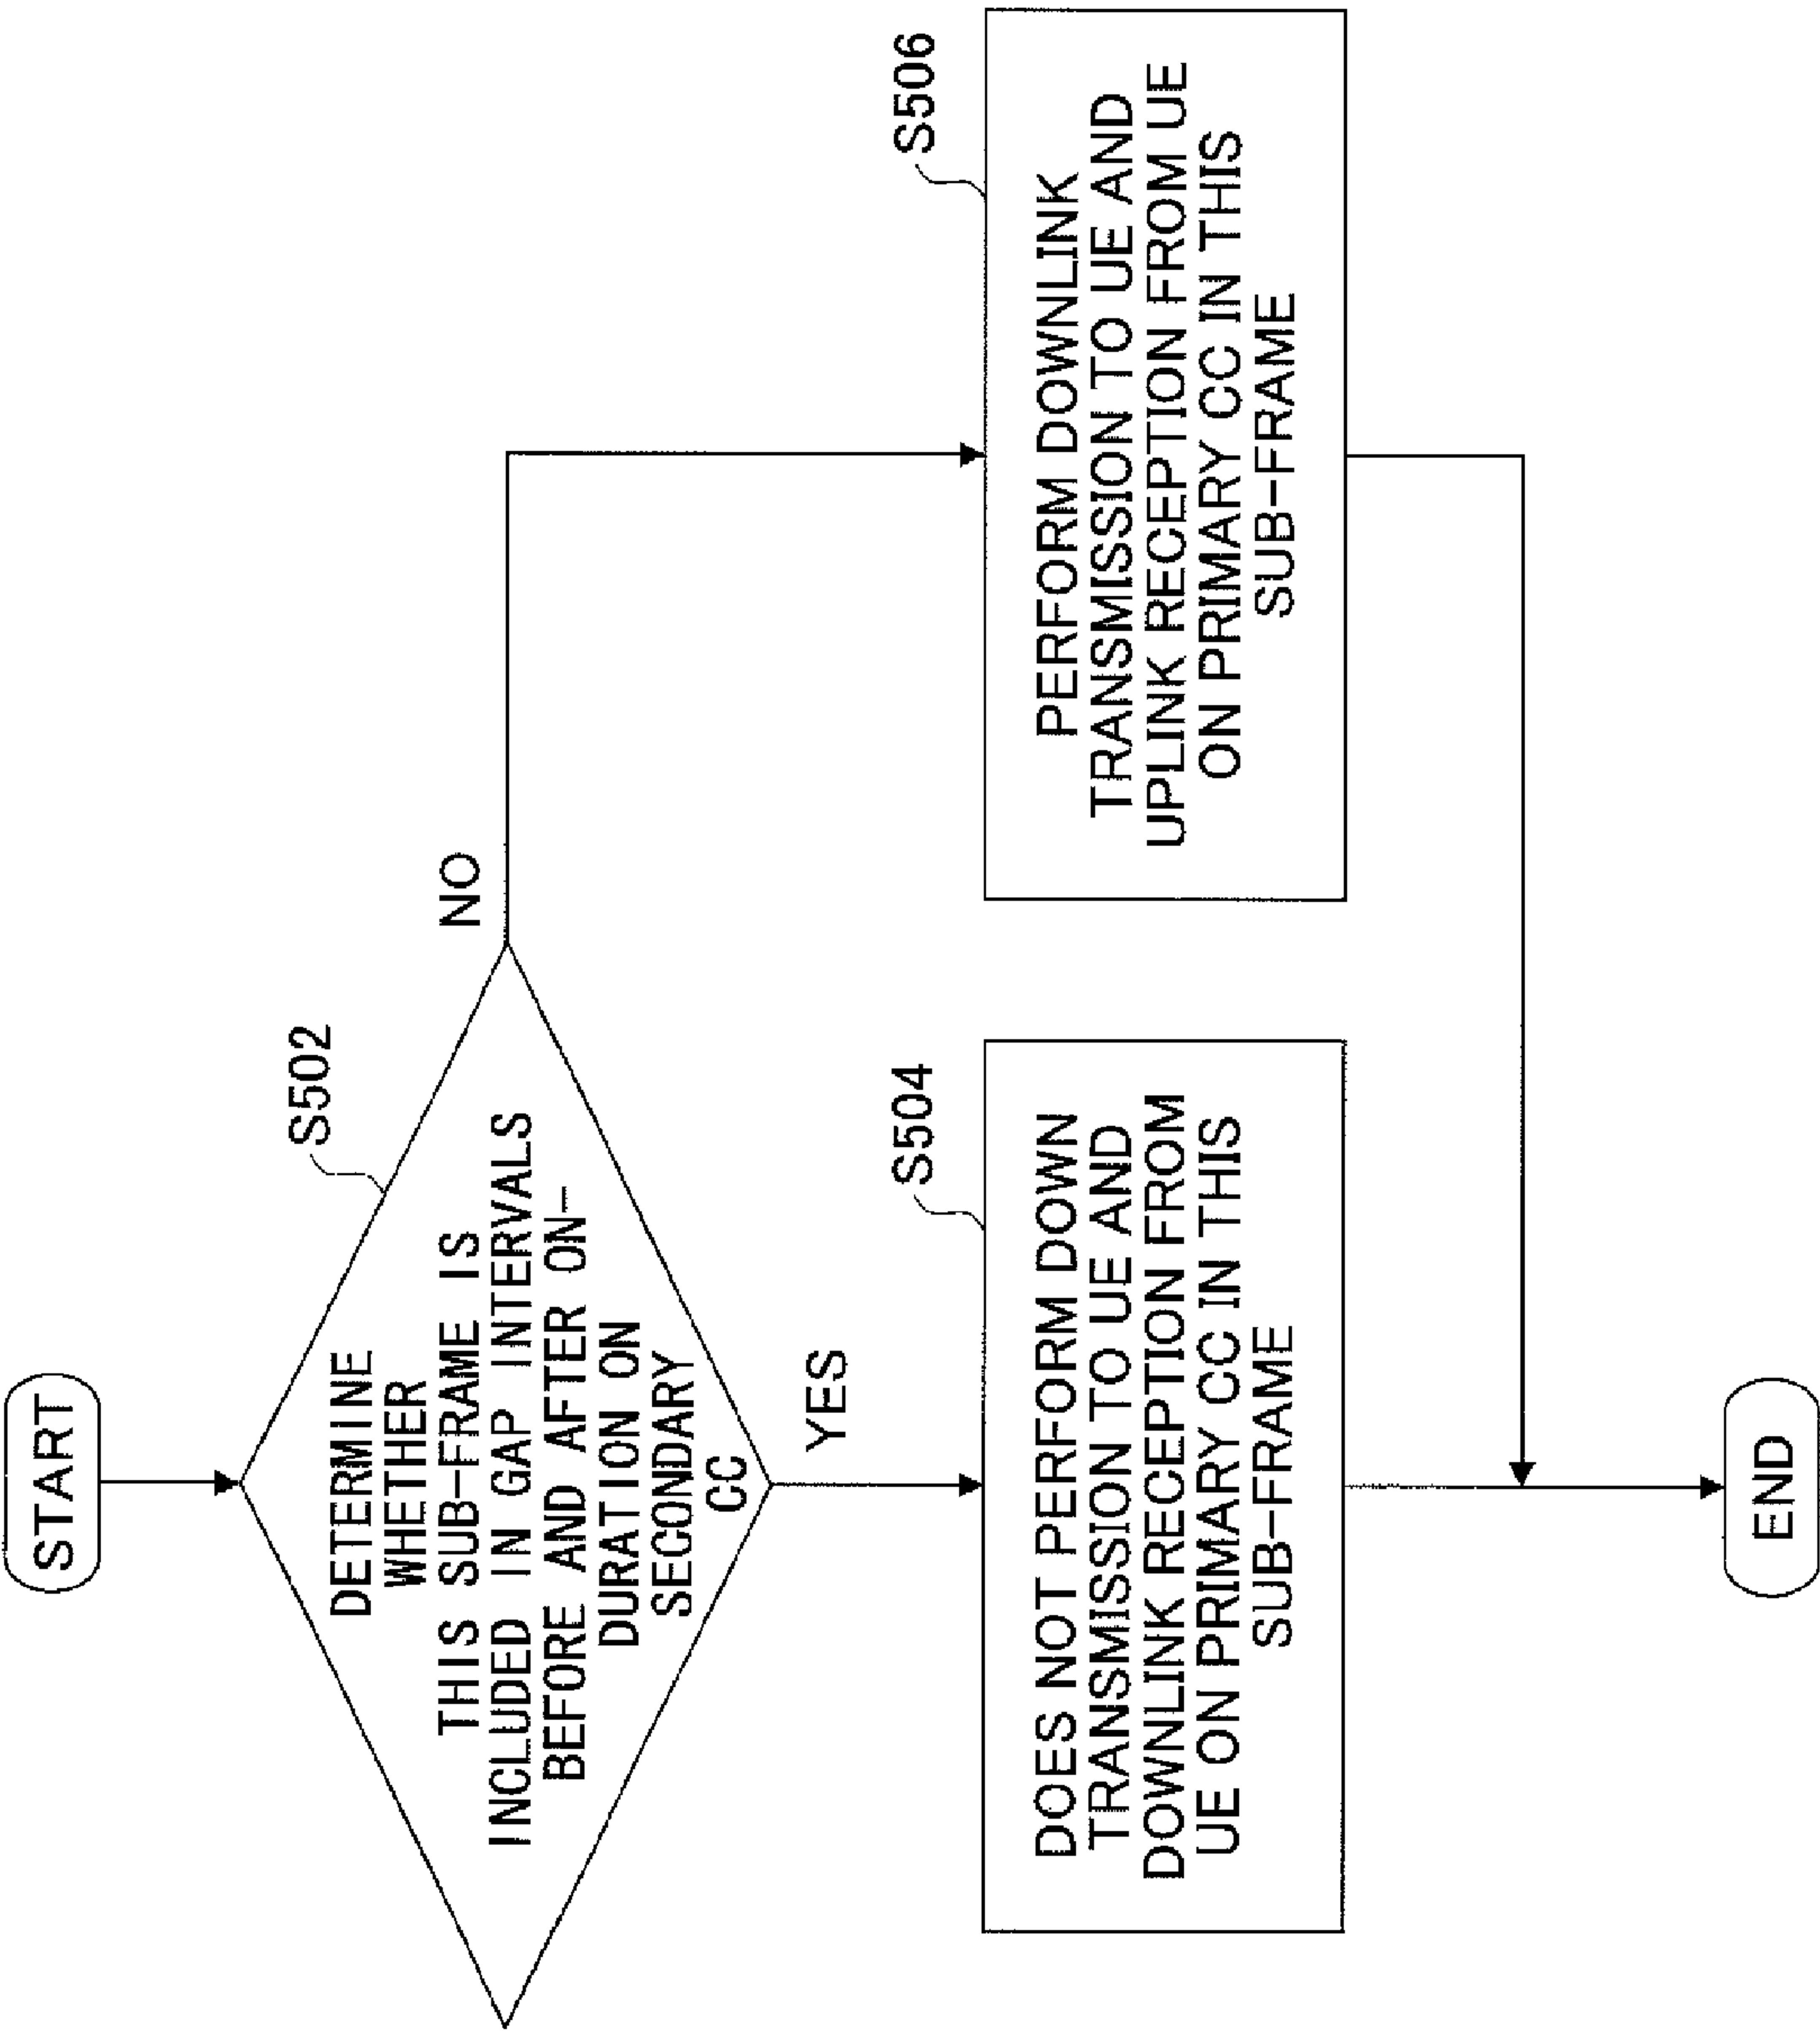 START
S502
DETERMINE
WHETHER
THIS SUB-FRAME IS
INCLUDED IN GAP INTERVALS
BEFORE AND AFTER ON-
DURATION ON
SECONDARY
CC
NO
YES
S504
DOES NOT PERFORM DOWN
TRANSMISSION TO UE AND
DOWNLINK RECEPTION FROM
UE ON PRIMARY CC IN THIS
SUB-FRAME
S506
PERFORM DOWNLINK
TRANSMISSION TO UE AND
UPLINK RECEPTION FROM UE
ON PRIMARY CC IN THIS
SUB-FRAME
END